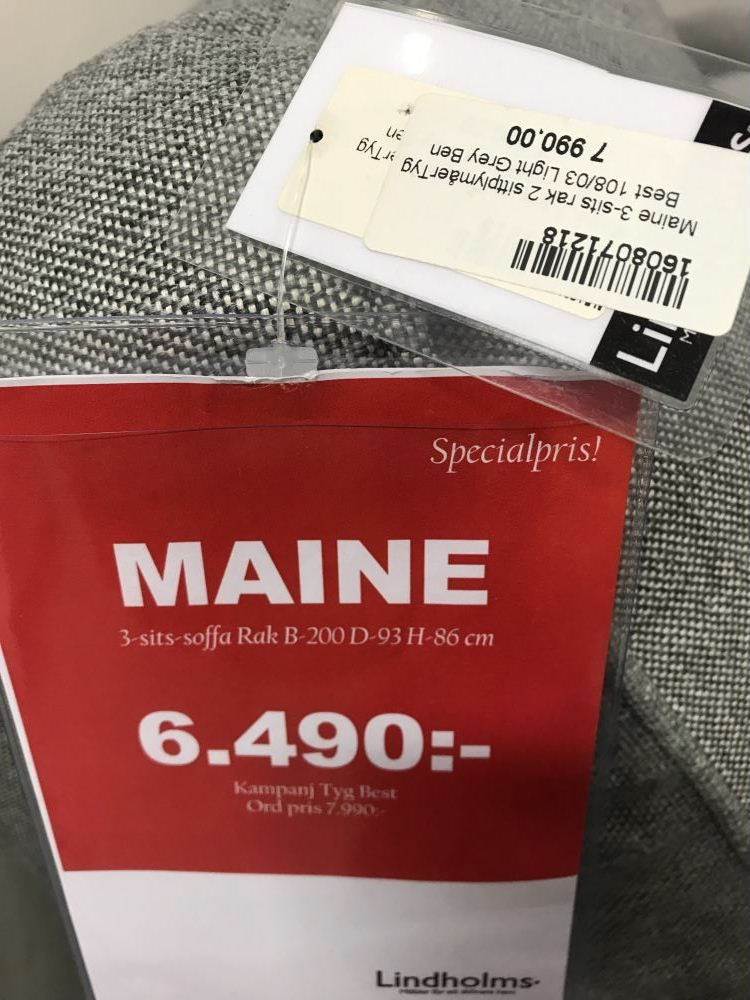 7 990,00
Maine 3-sits rak 2 sittplymåerTyg
Best 108/03 Light Grey Ben
1608071218
Specialpris!
MAINE
3-sits-soffa Rak B-200 D-93 H-86 cm
6.490:-
Kampanj Tyg Best
Ord pris 7.990:-
Lindholms